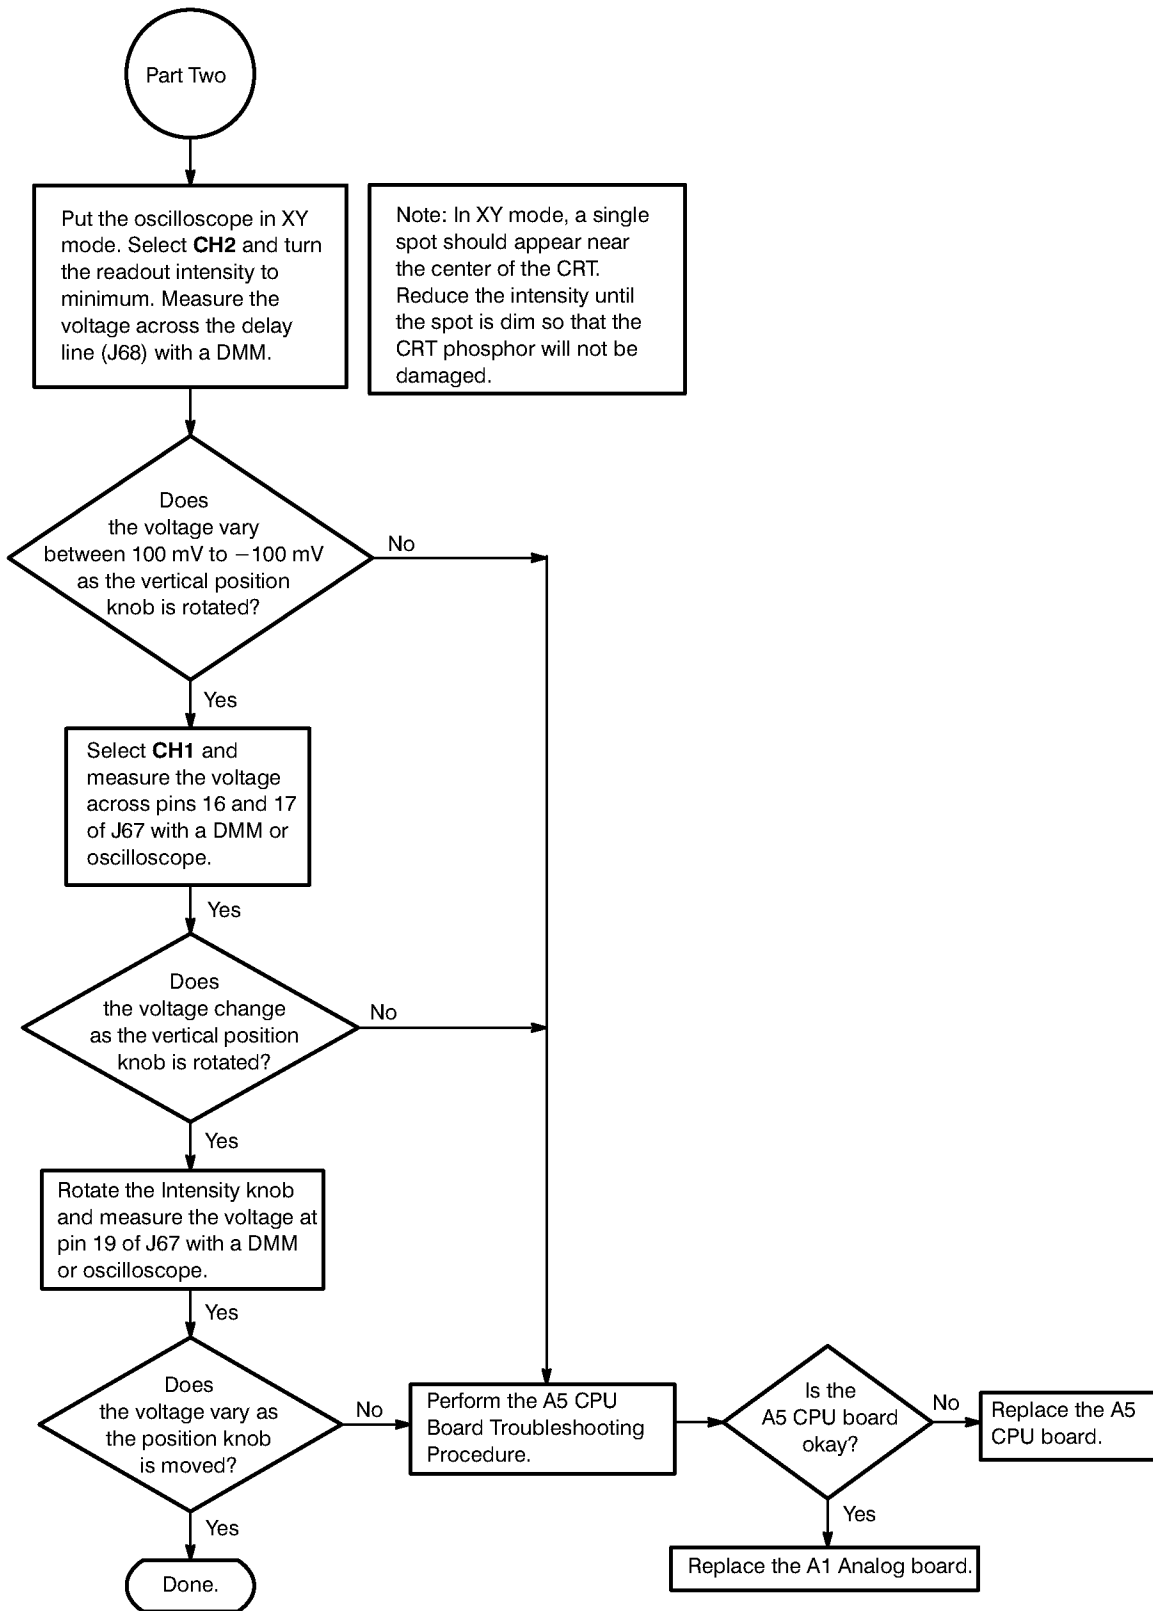 Part Two
Put the oscilloscope in XY
mode. Select CH2 and turn
the readout intensity to
minimum. Measure the
voltage across the delay
line (J68) with a DMM.
Note: In XY mode, a single
spot should appear near
the center of the CRT.
Reduce the intensity until
the spot is dim so that the
CRT phosphor will not be
damaged.
Does
the voltage vary
between 100 mV to −100 mV
as the vertical position
knob is rotated?
No
Yes
Select CH1 and
measure the voltage
across pins 16 and 17
of J67 with a DMM or
oscilloscope.
Yes
Does
the voltage change
as the vertical position
knob is rotated?
No
Yes
Rotate the Intensity knob
and measure the voltage at
pin 19 of J67 with a DMM
or oscilloscope.
Yes
Does
the voltage vary as
the position knob
is moved?
No
Perform the A5 CPU
Board Troubleshooting
Procedure.
Is the
A5 CPU board
okay?
No
Replace the A5
CPU board.
Yes
Replace the A1 Analog board.
Yes
Done.